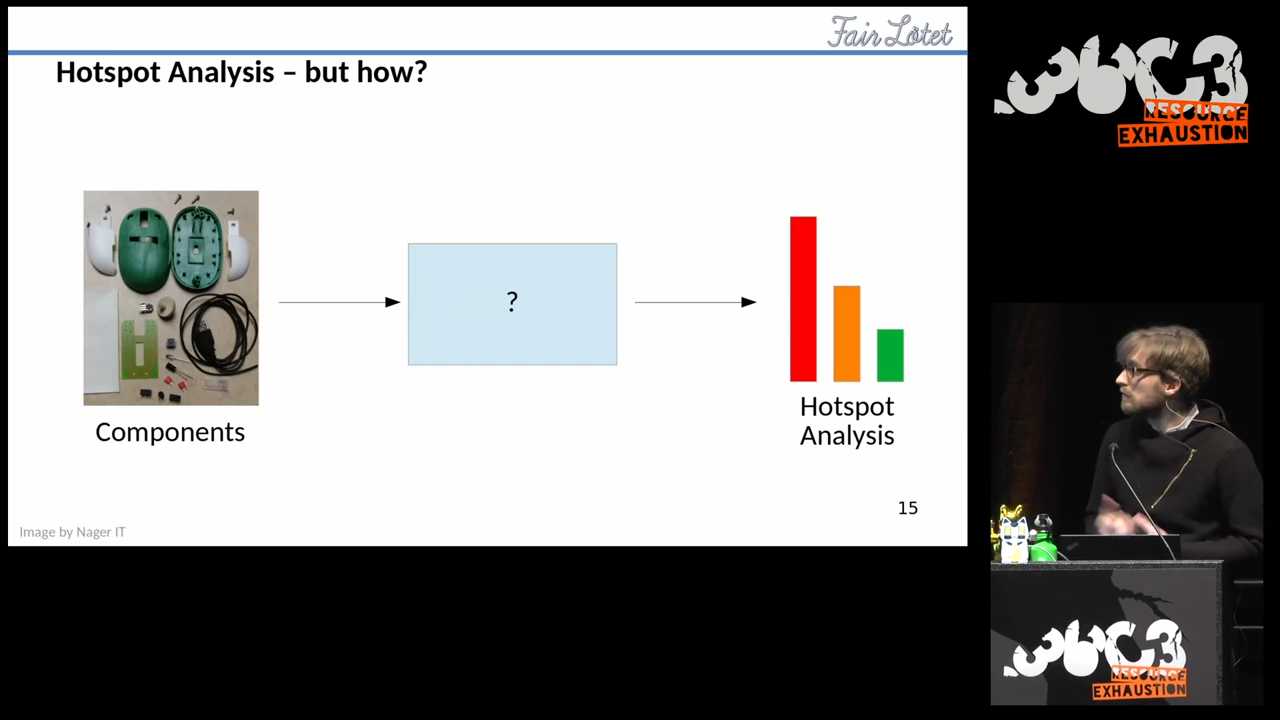 Fair Lötet
Hotspot Analysis – but how?
?
Components
Hotspot
Analysis
15
Image by Nager IT
36C3
RESOURCE
EXHAUSTION
36C3
RESOURCE
EXHAUSTION